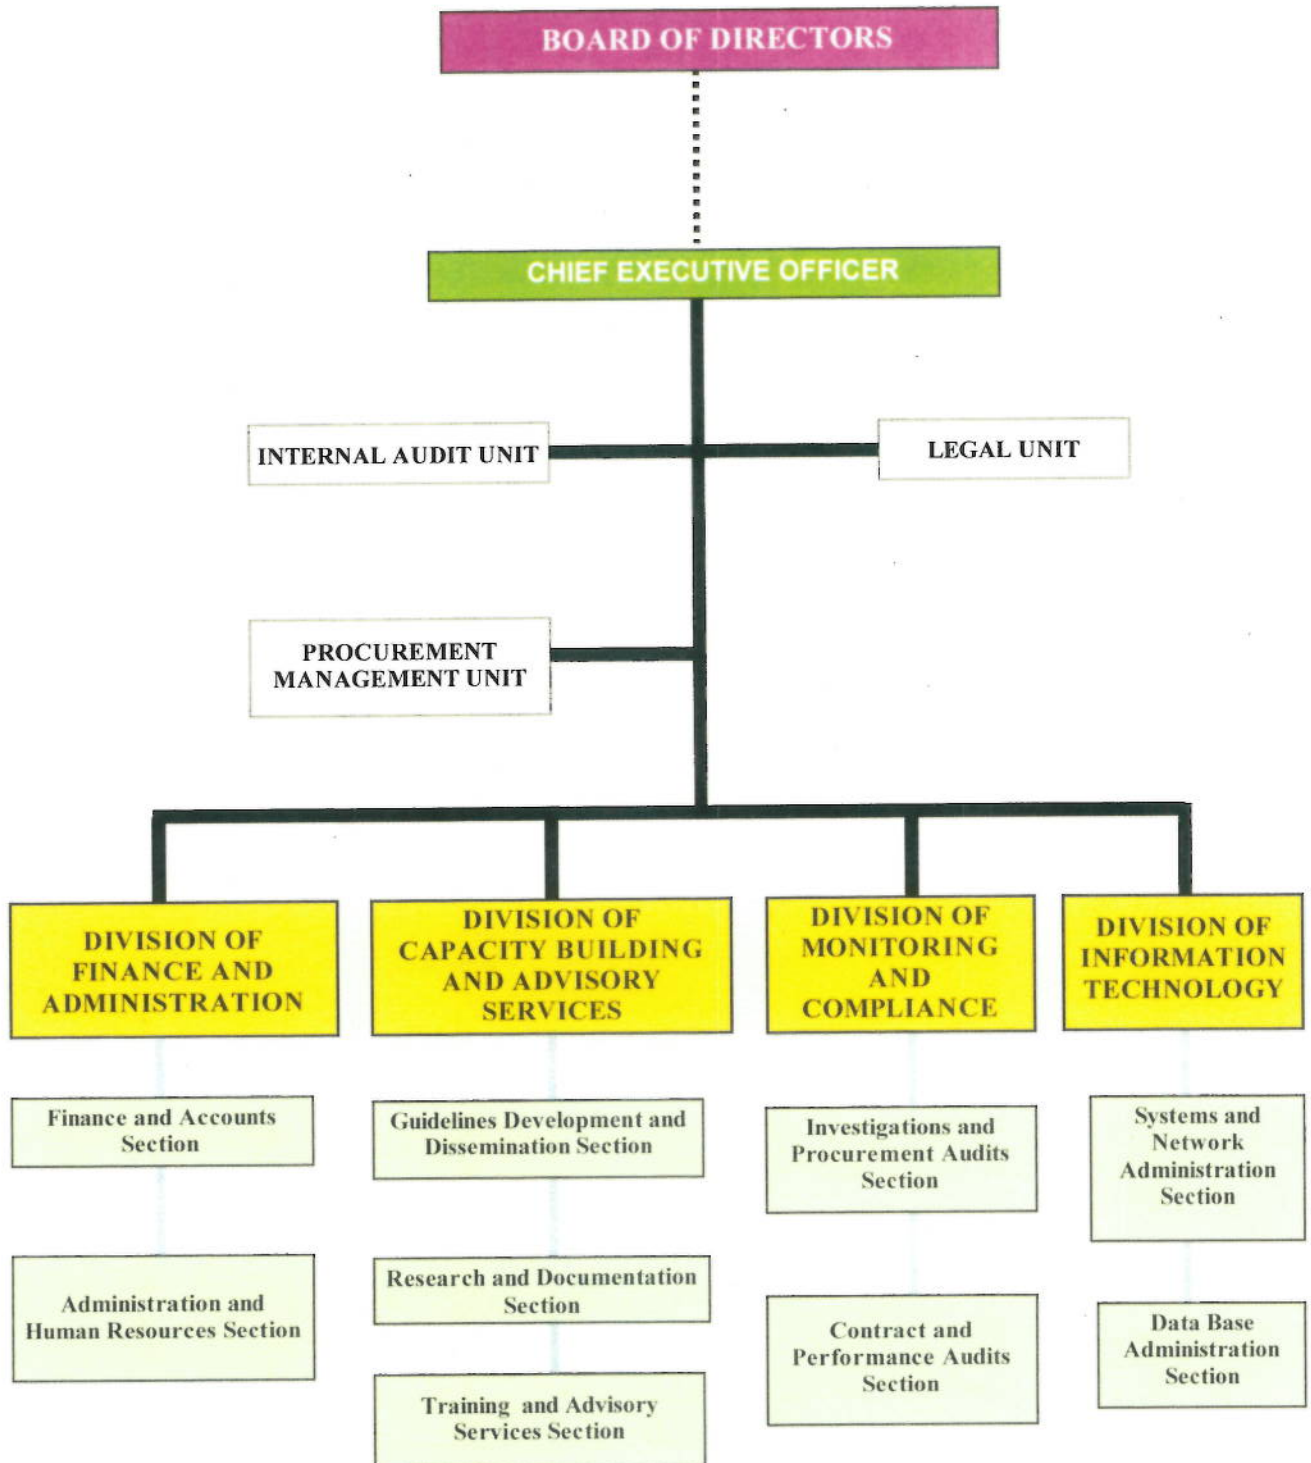 BOARD OF DIRECTORS
CHIEF EXECUTIVE OFFICER
INTERNAL AUDIT UNIT
LEGAL UNIT
PROCUREMENT
MANAGEMENT UNIT
DIVISION OF
FINANCE AND
ADMINISTRATION
DIVISION OF
CAPACITY BUILDING
AND ADVISORY
SERVICES
DIVISION OF
MONITORING
AND
COMPLIANCE
DIVISION OF
INFORMATION
TECHNOLOGY
Finance and Accounts
Section
Guidelines Development and
Dissemination Section
Investigations and
Procurement Audits
Section
Systems and
Network
Administration
Section
Administration and
Human Resources Section
Research and Documentation
Section
Contract and
Performance Audits
Section
Data Base
Administration
Section
Training and Advisory
Services Section